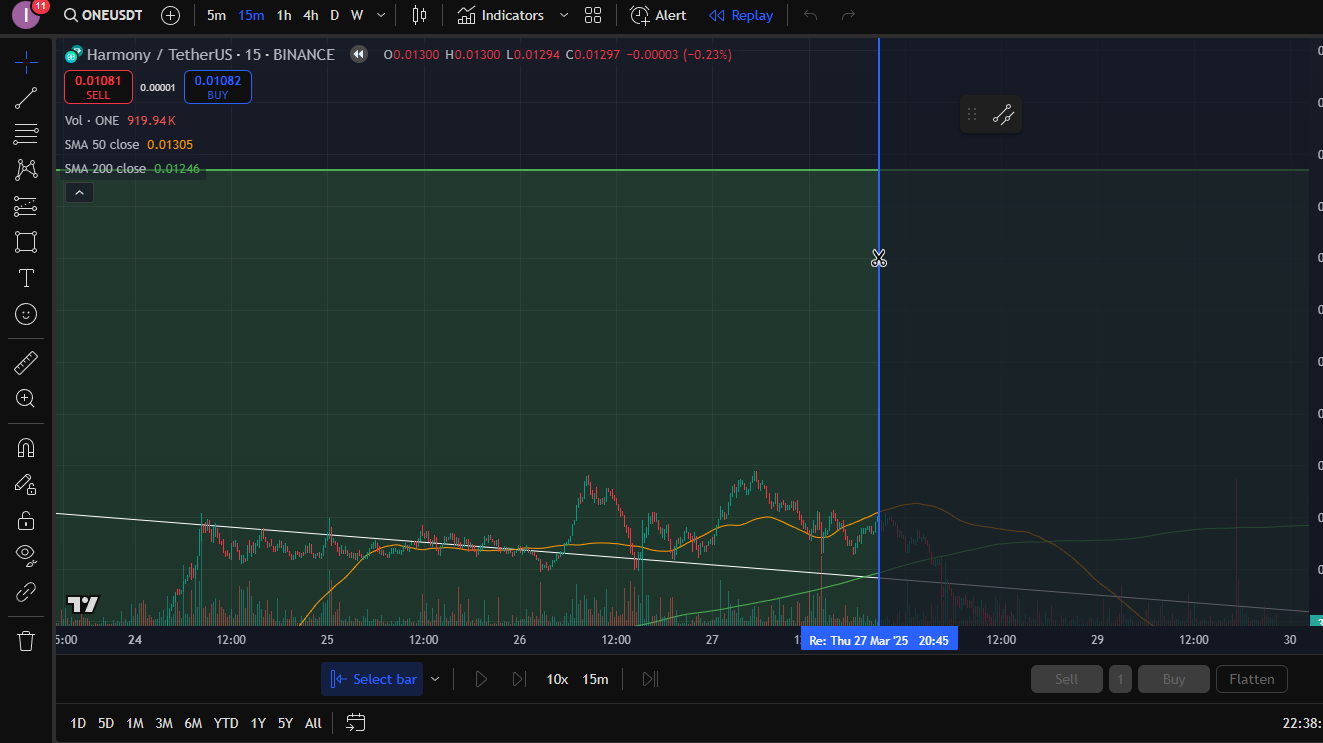 I 11 ONEUSDT 5m 15m 1h 4h D W Indicators Alert Replay
Harmony / TetherUS · 15 · BINANCE O0.01300 H0.01300 L0.01294 C0.01297 -0.00003 (-0.23%)
0.01081 SELL 0.00001 0.01082 BUY
Vol · ONE 919.94K
SMA 50 close 0.01305
SMA 200 close 0.01246
24 12:00 25 12:00 26 12:00 27 Re: Thu 27 Mar '25 20:45 12:00 29 12:00 30
Select bar 10x 15m Sell 1 Buy Flatten
1D 5D 1M 3M 6M YTD 1Y 5Y All 22:38: